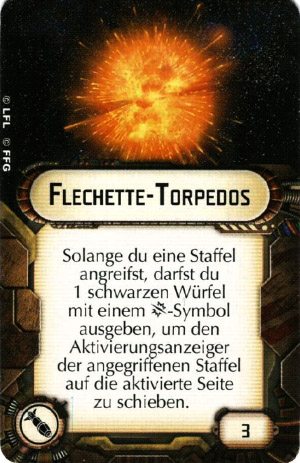 © LFL © FFG
FLECHETTE-TORPEDOS
Solange du eine Staffel
angreifst, darfst du
1 schwarzen Würfel
mit einem -Symbol
ausgeben, um den
Aktivierungsanzeiger
der angegriffenen Staffel
auf die aktivierte Seite
zu schieben.
3